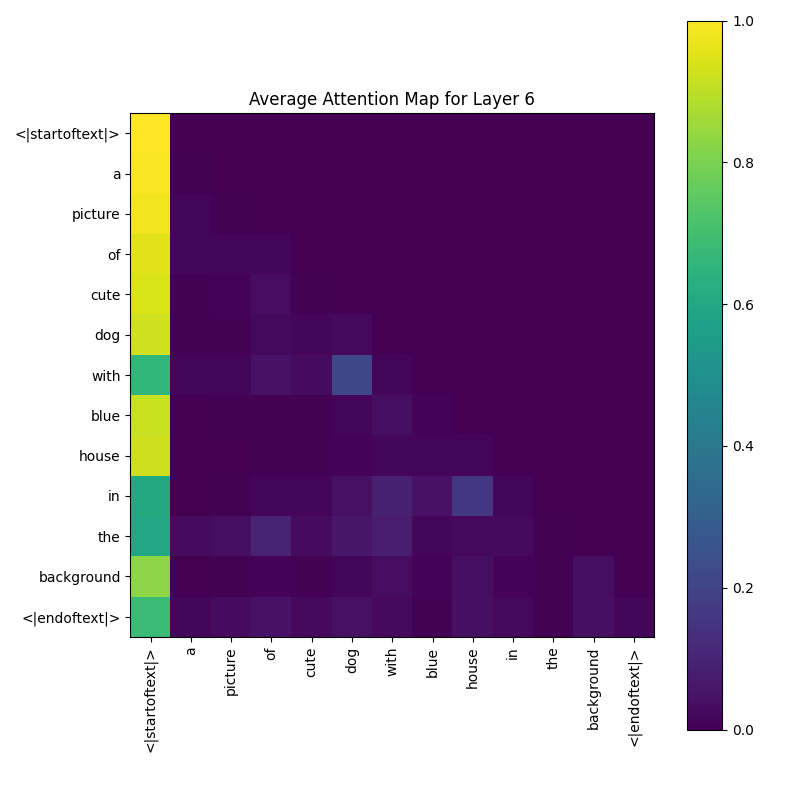 Average Attention Map for Layer 6
<|startoftext|>
a
picture
of
cute
dog
with
blue
house
in
the
background
<|endoftext|>
<|startoftext|>
a
picture
of
cute
dog
with
blue
house
in
the
background
<|endoftext|>
1.0
0.8
0.6
0.4
0.2
0.0